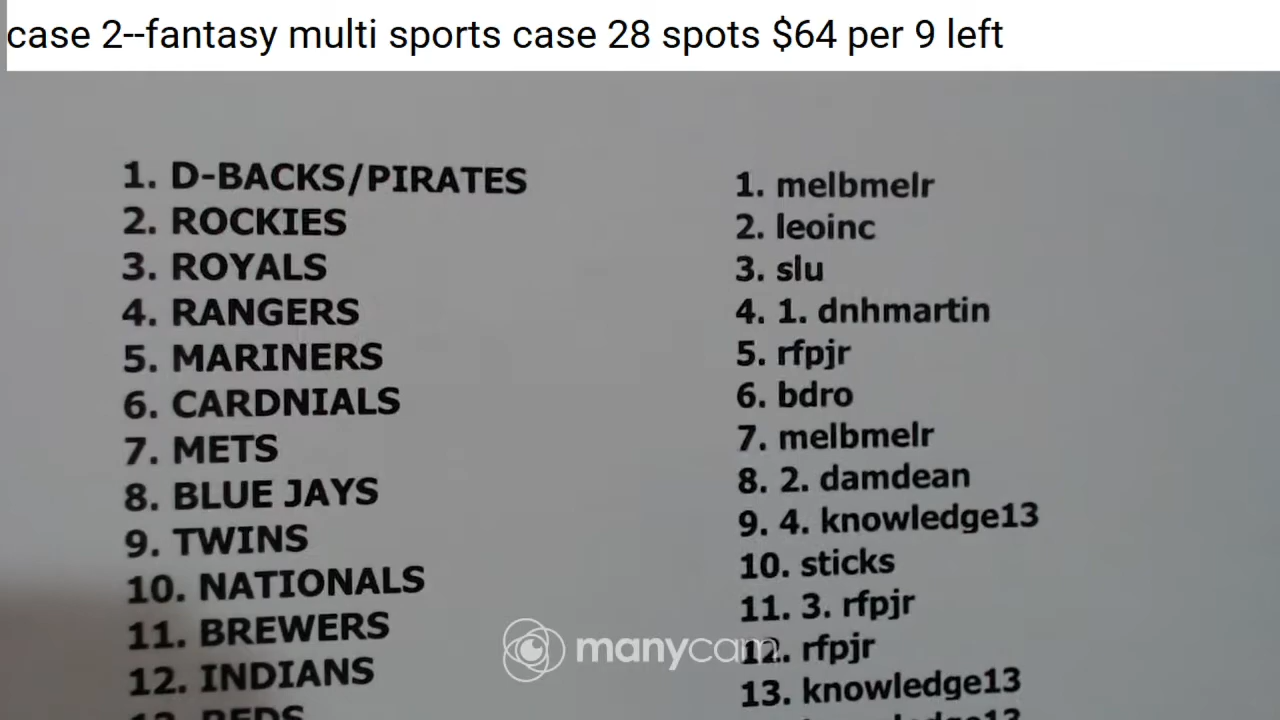 case 2--fantasy multi sports case 28 spots $64 per 9 left
1. D-BACKS/PIRATES
2. ROCKIES
3. ROYALS
4. RANGERS
5. MARINERS
6. CARDNIALS
7. METS
8. BLUE JAYS
9. TWINS
10. NATIONALS
11. BREWERS
12. INDIANS
13. REDS
1. melbmelr
2. leoinc
3. slu
4. 1. dnhmartin
5. rfpjr
6. bdro
7. melbmelr
8. 2. damdean
9. 4. knowledge13
10. sticks
11. 3. rfpjr
12. rfpjr
13. knowledge13
manycam